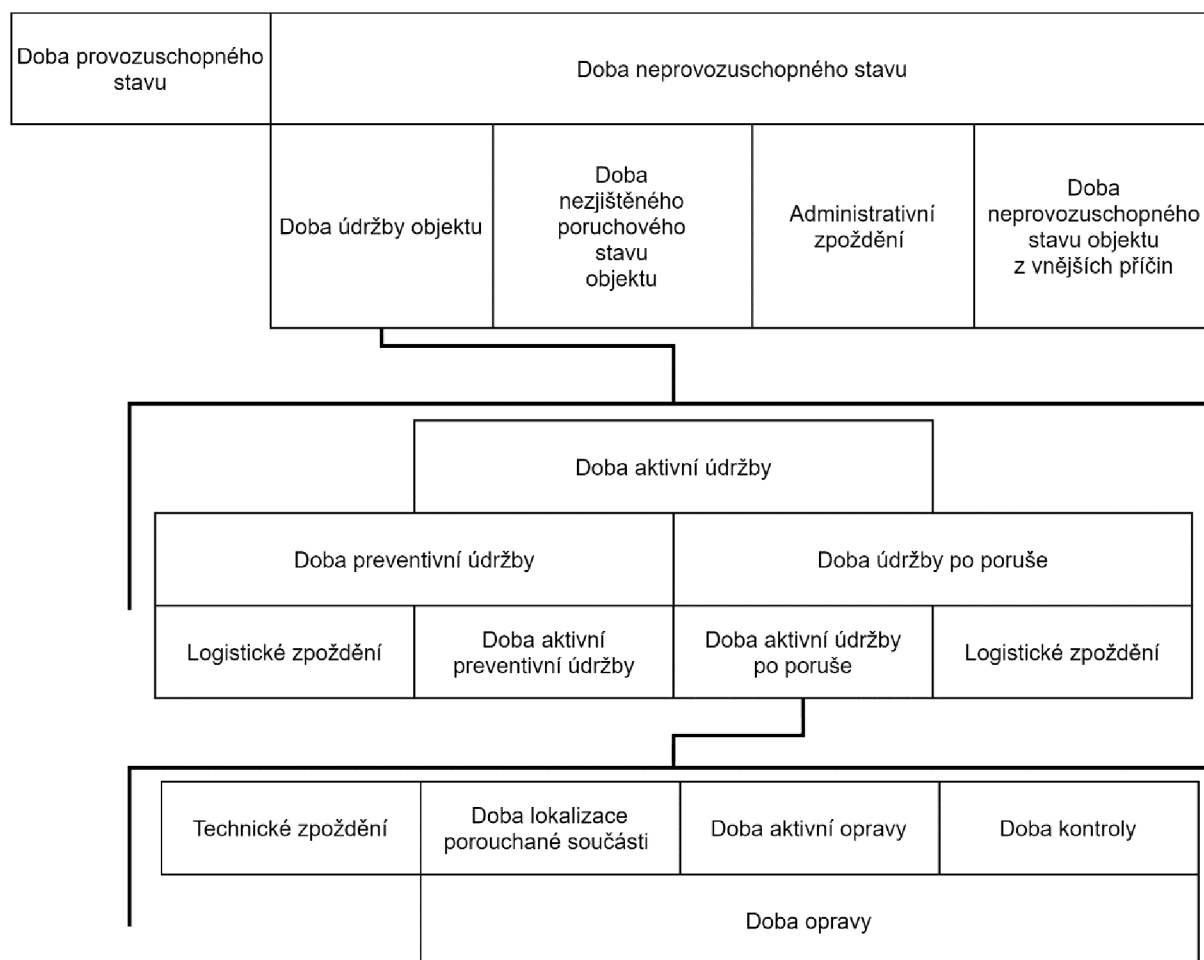 Doba provozuschopného
stavu
Doba neprovozuschopného stavu
Doba údržby objektu
Doba
nezjištěného
poruchového
stavu
objektu
Administrativní
zpoždění
Doba
neprovozuschopného
stavu objektu
z vnějších příčin
Doba aktivní údržby
Doba preventivní údržby
Doba údržby po poruše
Logistické zpoždění
Doba aktivní
preventivní údržby
Doba aktivní údržby
po poruše
Logistické zpoždění
Technické zpoždění
Doba lokalizace
porouchané součásti
Doba aktivní opravy
Doba kontroly
Doba opravy